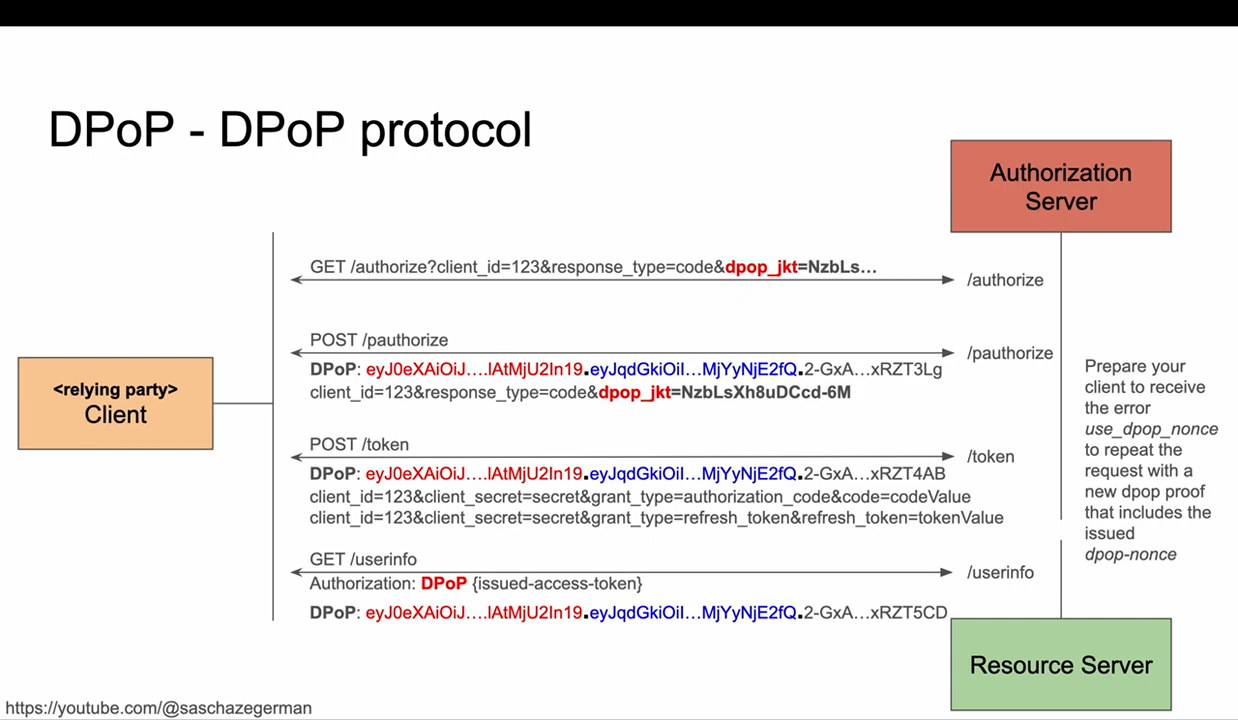 DPoP - DPoP protocol
Authorization
Server
GET /authorize?client_id=123&response_type=code&dpop_jkt=NzbLs…
/authorize
POST /pauthorize
/pauthorize
DPoP: eyJ0eXAiOiJ….lAtMjU2In19.eyJqdGkiOiI…MjYyNjE2fQ.2-GxA…xRZT3Lg
client_id=123&response_type=code&dpop_jkt=NzbLsXh8uDCcd-6M
<relying party>
Client
POST /token
/token
DPoP: eyJ0eXAiOiJ….lAtMjU2In19.eyJqdGkiOiI…MjYyNjE2fQ.2-GxA…xRZT4AB
client_id=123&client_secret=secret&grant_type=authorization_code&code=codeValue
client_id=123&client_secret=secret&grant_type=refresh_token&refresh_token=tokenValue
GET /userinfo
/userinfo
Authorization: DPoP {issued-access-token}
DPoP: eyJ0eXAiOiJ….lAtMjU2In19.eyJqdGkiOiI…MjYyNjE2fQ.2-GxA…xRZT5CD
Prepare your
client to receive
the error
use_dpop_nonce
to repeat the
request with a
new dpop proof
that includes the
issued
dpop-nonce
Resource Server
https://youtube.com/@saschazegerman